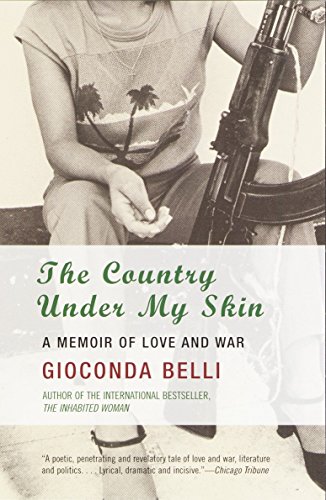 The Country
Under My Skin
A MEMOIR OF LOVE AND WAR
GIOCONDA BELLI
AUTHOR OF THE INTERNATIONAL BESTSELLER,
THE INHABITED WOMAN
"A poetic, penetrating and revelatory tale of love and war, literature
and politics. . . . Lyrical, dramatic and incisive."—Chicago Tribune